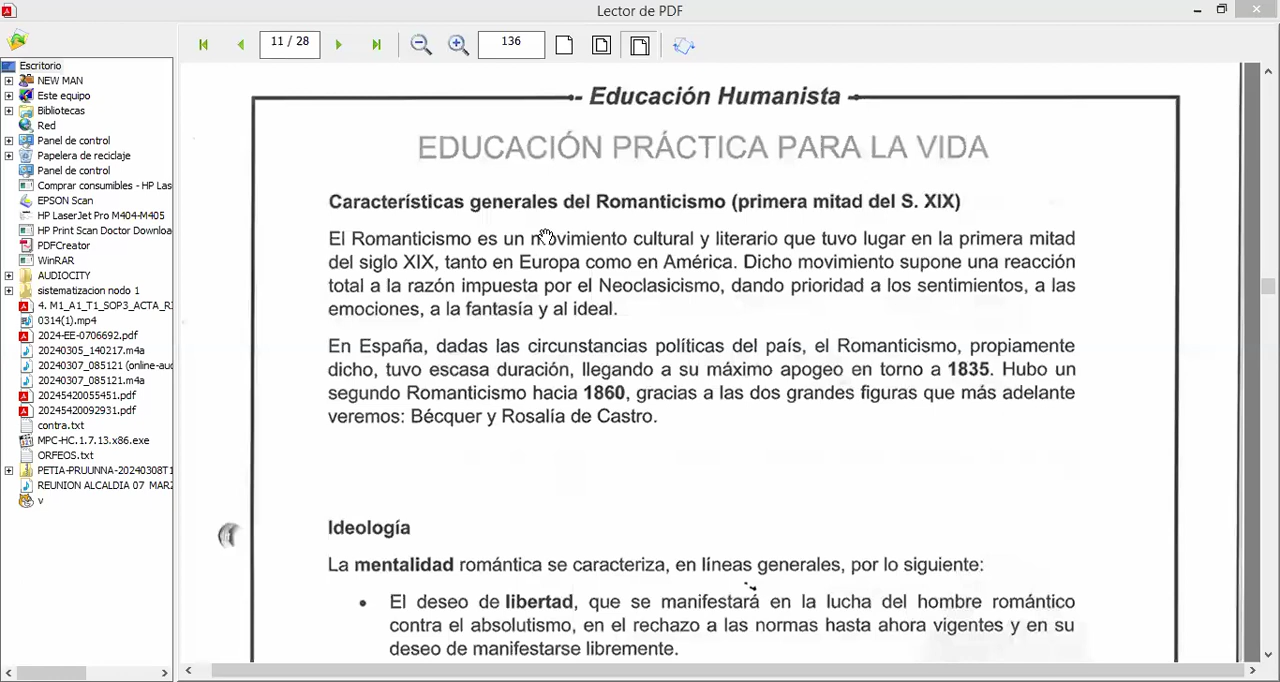 Lector de PDF
11 / 28
136
Escritorio
NEW MAN
Este equipo
Bibliotecas
Red
Panel de control
Papelera de reciclaje
Panel de control
Comprar consumibles - HP Las
EPSON Scan
HP LaserJet Pro M404-M405
HP Print Scan Doctor Downloa
PDFCreator
WinRAR
AUDIOCITY
sistematizacion nodo 1
4. M1_A1_T1_SOP3_ACTA_R
0314(1).mp4
2024-EE-0706692.pdf
20240305_140217.m4a
20240307_085121 (online-aud
20240307_085121.m4a
20245420055451.pdf
20245420092931.pdf
contra.txt
MPC-HC.1.7.13.x86.exe
ORFEOS.txt
PETIA-PRUUNNA-20240308T1
REUNION ALCALDIA 07 MAR
v
Educación Humanista
EDUCACIÓN PRÁCTICA PARA LA VIDA
Características generales del Romanticismo (primera mitad del S. XIX)
El Romanticismo es un movimiento cultural y literario que tuvo lugar en la primera mitad
del siglo XIX, tanto en Europa como en América. Dicho movimiento supone una reacción
total a la razón impuesta por el Neoclasicismo, dando prioridad a los sentimientos, a las
emociones, a la fantasía y al ideal.
En España, dadas las circunstancias políticas del país, el Romanticismo, propiamente
dicho, tuvo escasa duración, llegando a su máximo apogeo en torno a 1835. Hubo un
segundo Romanticismo hacia 1860, gracias a las dos grandes figuras que más adelante
veremos: Bécquer y Rosalía de Castro.
Ideología
La mentalidad romántica se caracteriza, en líneas generales, por lo siguiente:
• El deseo de libertad, que se manifestará en la lucha del hombre romántico
contra el absolutismo, en el rechazo a las normas hasta ahora vigentes y en su
deseo de manifestarse libremente.